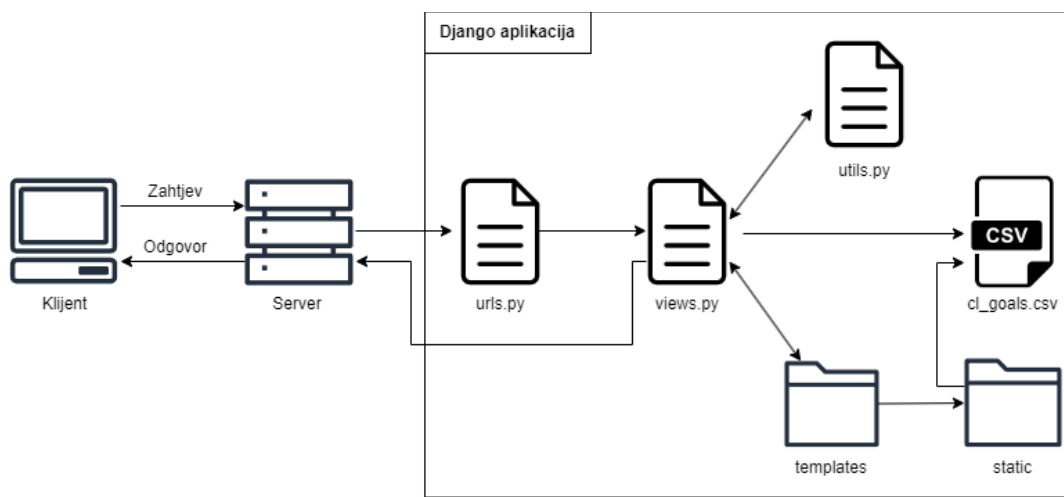 Django aplikacija
utils.py
Zahtjev
Odgovor
CSV
Klijent
Server
urls.py
views.py
cl_goals.csv
templates
static